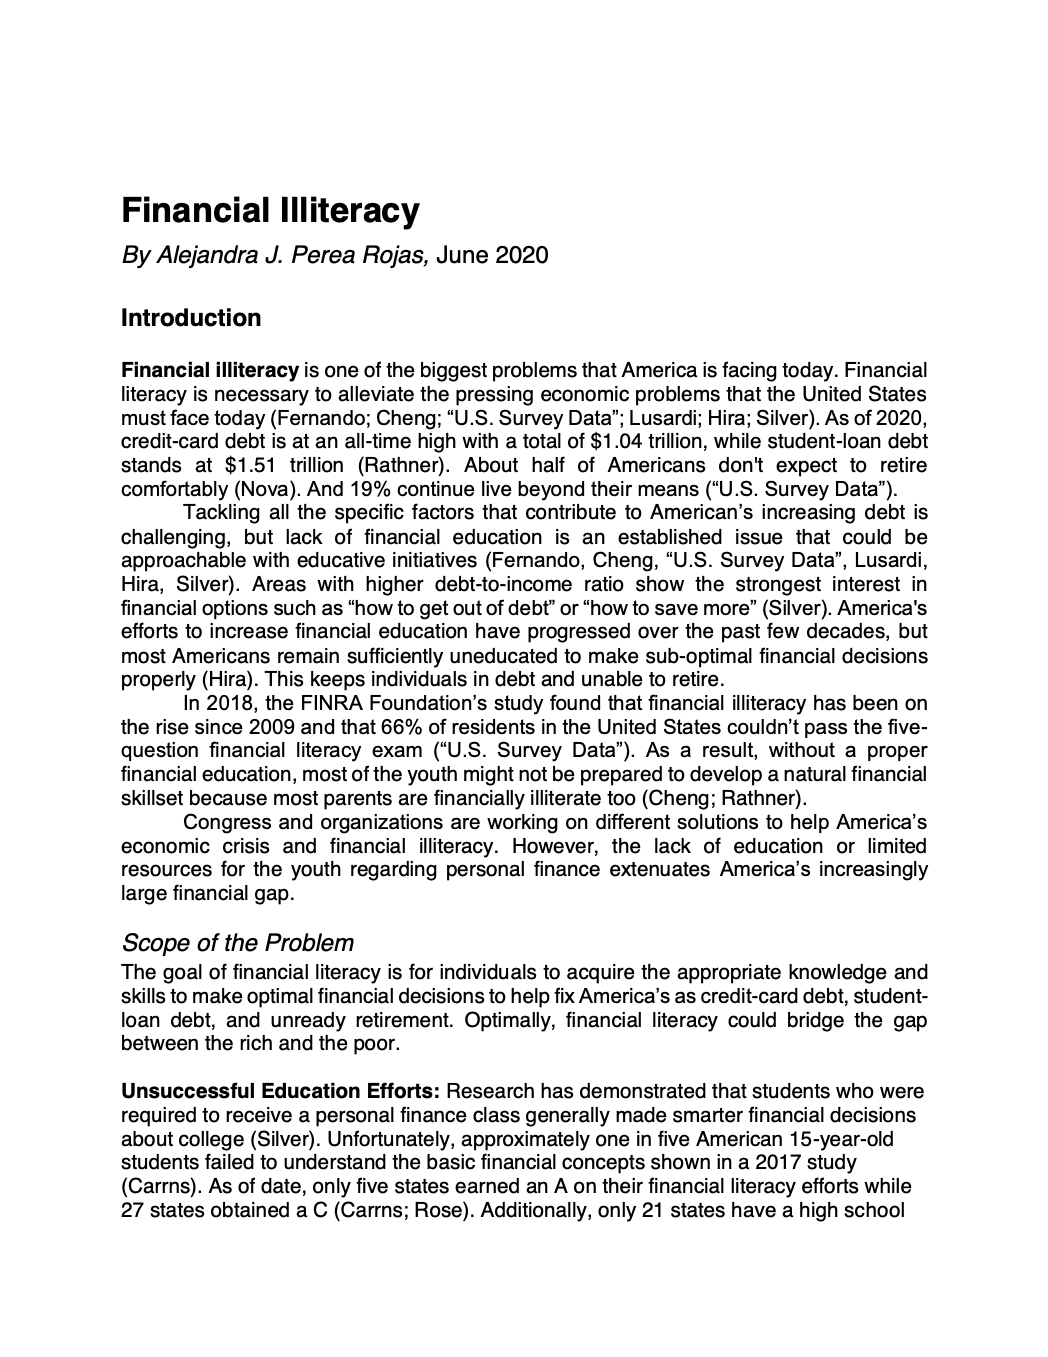 Financial Illiteracy
By Alejandra J. Perea Rojas, June 2020
Introduction
Financial illiteracy is one of the biggest problems that America is facing today. Financial
literacy is necessary to alleviate the pressing economic problems that the United States
must face today (Fernando; Cheng; “U.S. Survey Data”; Lusardi; Hira; Silver). As of 2020,
credit-card debt is at an all-time high with a total of $1.04 trillion, while student-loan debt
stands at $1.51 trillion (Rathner). About half of Americans don't expect to retire
comfortably (Nova). And 19% continue live beyond their means (“U.S. Survey Data”).
Tackling all the specific factors that contribute to American’s increasing debt is
challenging, but lack of financial education is an established issue that could be
approachable with educative initiatives (Fernando, Cheng, “U.S. Survey Data”, Lusardi,
Hira, Silver). Areas with higher debt-to-income ratio show the strongest interest in
financial options such as “how to get out of debt” or “how to save more” (Silver). America's
efforts to increase financial education have progressed over the past few decades, but
most Americans remain sufficiently uneducated to make sub-optimal financial decisions
properly (Hira). This keeps individuals in debt and unable to retire.
In 2018, the FINRA Foundation’s study found that financial illiteracy has been on
the rise since 2009 and that 66% of residents in the United States couldn’t pass the five-
question financial literacy exam (“U.S. Survey Data”). As a result, without a proper
financial education, most of the youth might not be prepared to develop a natural financial
skillset because most parents are financially illiterate too (Cheng; Rathner).
Congress and organizations are working on different solutions to help America’s
economic crisis and financial illiteracy. However, the lack of education or limited
resources for the youth regarding personal finance extenuates America’s increasingly
large financial gap.
Scope of the Problem
The goal of financial literacy is for individuals to acquire the appropriate knowledge and
skills to make optimal financial decisions to help fix America’s as credit-card debt, student-
loan debt, and unready retirement. Optimally, financial literacy could bridge the gap
between the rich and the poor.
Unsuccessful Education Efforts: Research has demonstrated that students who were
required to receive a personal finance class generally made smarter financial decisions
about college (Silver). Unfortunately, approximately one in five American 15-year-old
students failed to understand the basic financial concepts shown in a 2017 study
(Carrns). As of date, only five states earned an A on their financial literacy efforts while
27 states obtained a C (Carrns; Rose). Additionally, only 21 states have a high school